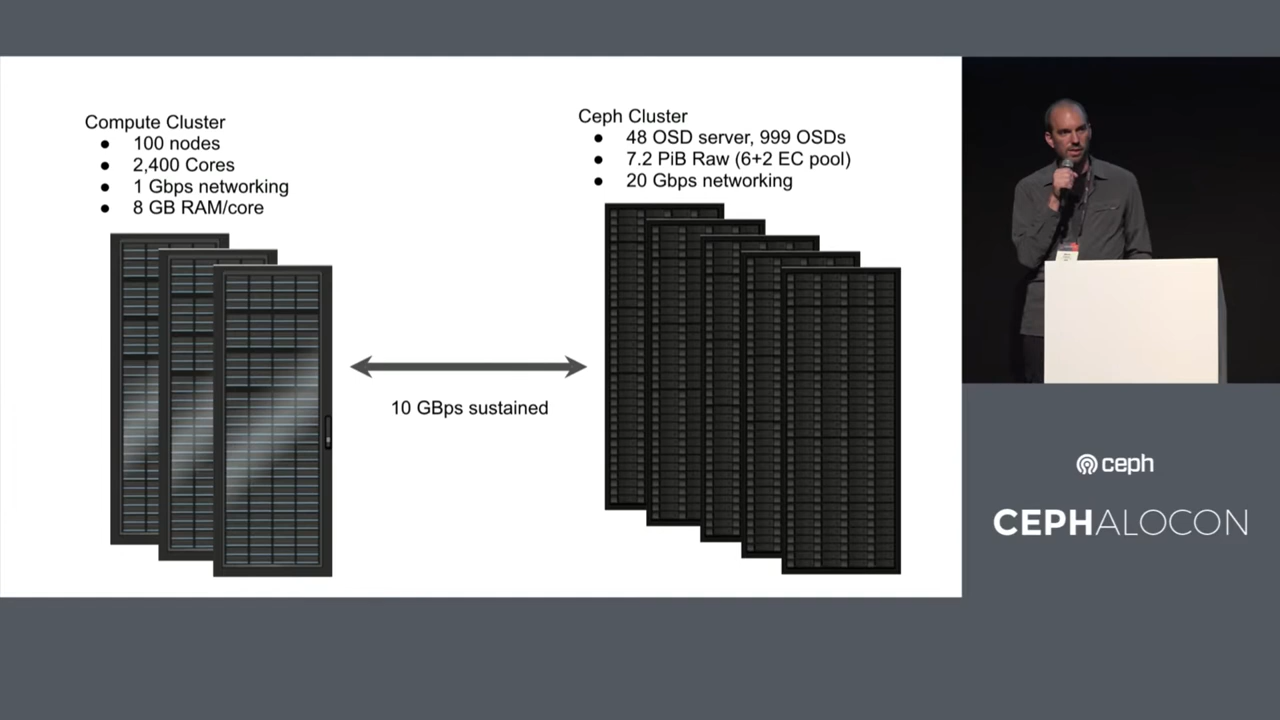 Compute Cluster
● 100 nodes
● 2,400 Cores
● 1 Gbps networking
● 8 GB RAM/core
10 GBps sustained
Ceph Cluster
● 48 OSD server, 999 OSDs
● 7.2 PiB Raw (6+2 EC pool)
● 20 Gbps networking
ceph
CEPHALOCON